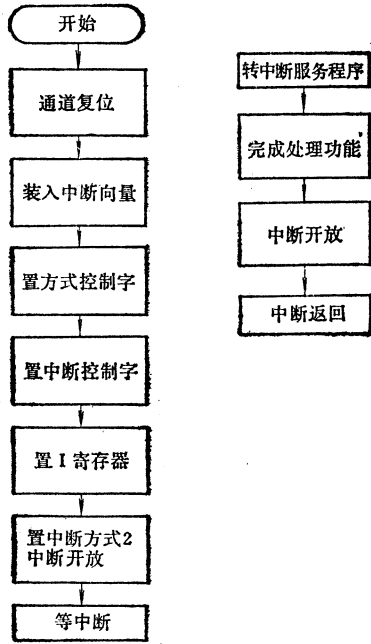 开始
通道复位
装入中断向量
置方式控制字
置中断控制字
置I寄存器
置中断方式2
中断开放
等中断
转中断服务程序
完成处理功能
中断开放
中断返回